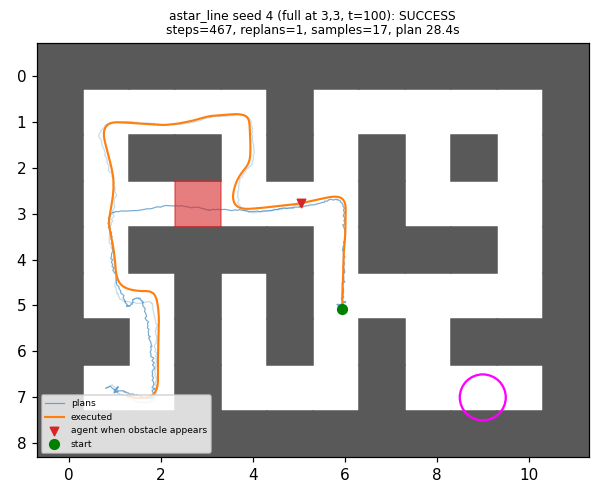 astar_line seed 4 (full at 3,3, t=100): SUCCESS
steps=467, replans=1, samples=17, plan 28.4s
0
1
2
3
4
5
6
7
8
plans
executed
agent when obstacle appears
start
0 2 4 6 8 10